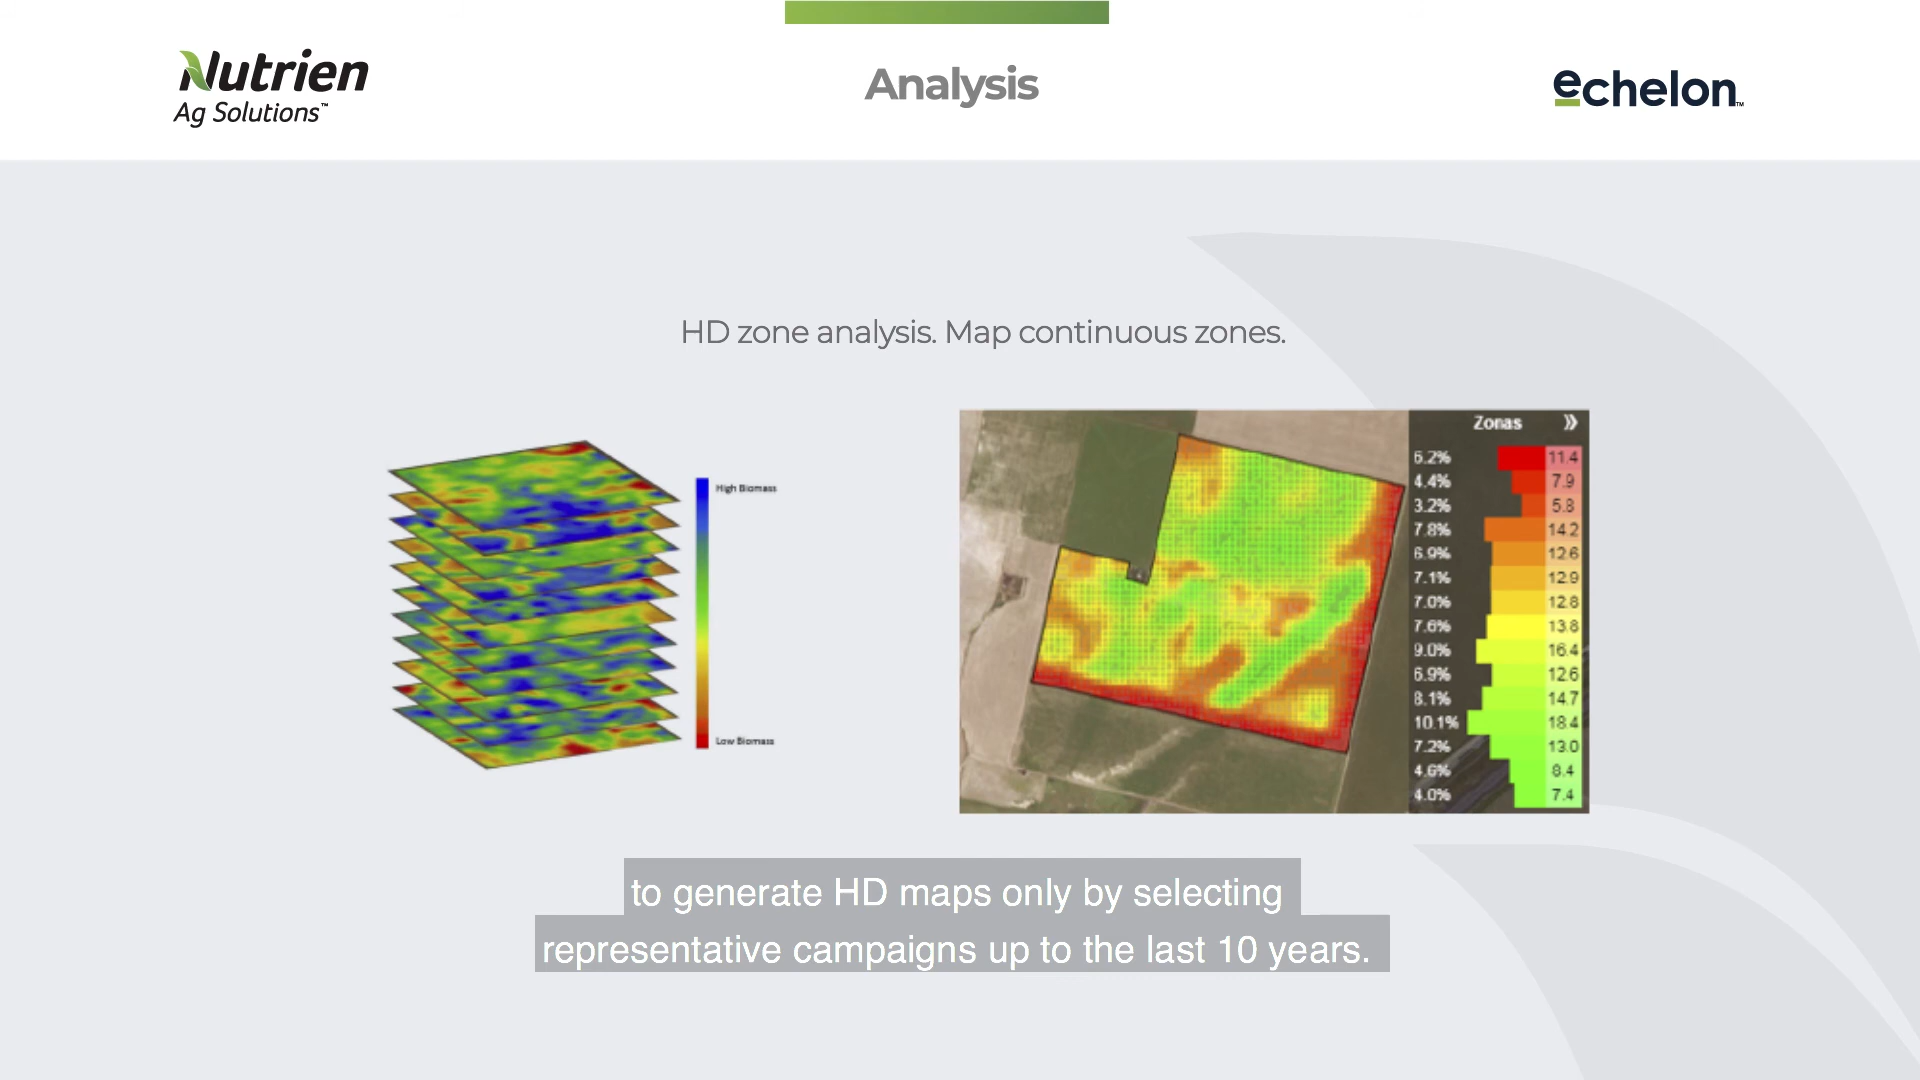 Nutrien
Ag Solutions™
Analysis
echelon™
HD zone analysis. Map continuous zones.
High Biomass
Low Biomass
Zonas »
6.2% 11.4
4.4% 7.9
3.2% 5.8
7.8% 14.2
6.9% 12.6
7.1% 12.9
7.0% 12.8
7.6% 13.8
9.0% 16.4
6.9% 12.6
8.1% 14.7
10.1% 18.4
7.2% 13.0
4.6% 8.4
4.0% 7.4
to generate HD maps only by selecting
representative campaigns up to the last 10 years.